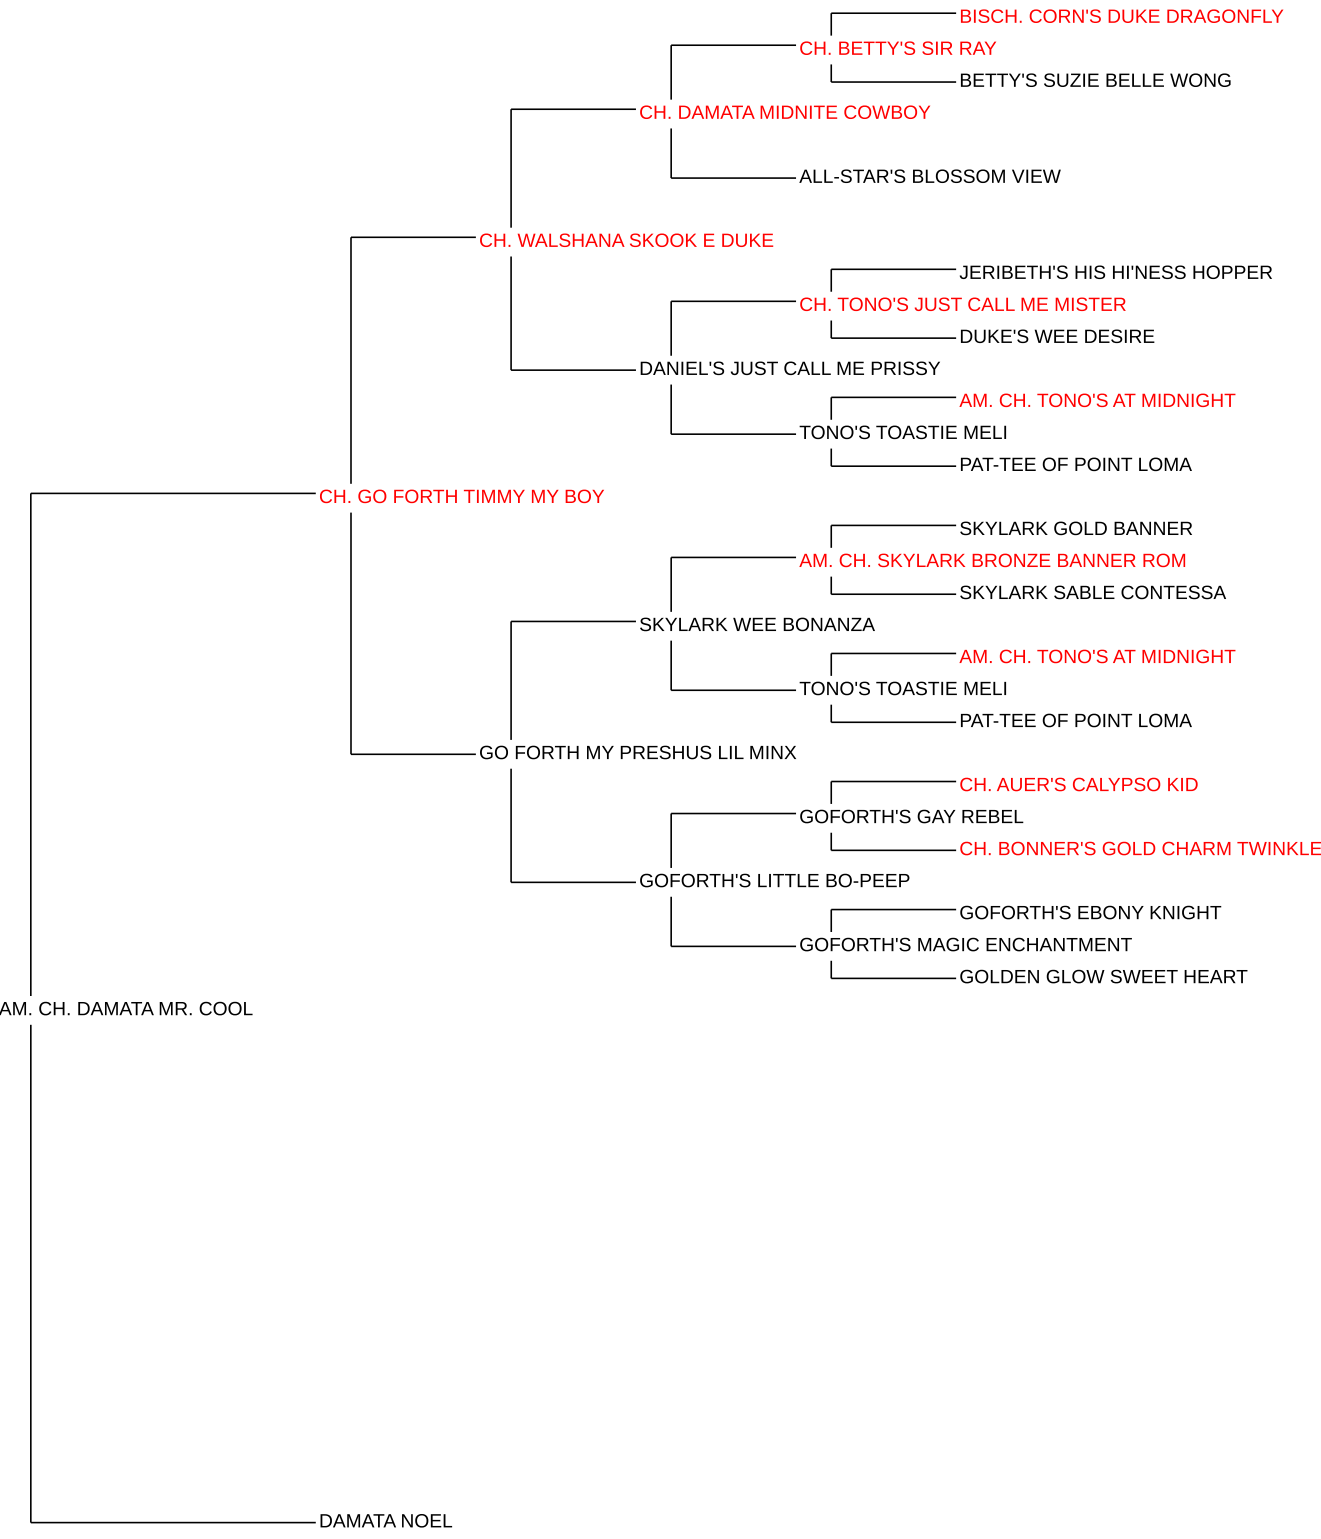 BISCH. CORN'S DUKE DRAGONFLY
CH. BETTY'S SIR RAY
BETTY'S SUZIE BELLE WONG
CH. DAMATA MIDNITE COWBOY
ALL-STAR'S BLOSSOM VIEW
CH. WALSHANA SKOOK E DUKE
JERIBETH'S HIS HI'NESS HOPPER
CH. TONO'S JUST CALL ME MISTER
DUKE'S WEE DESIRE
DANIEL'S JUST CALL ME PRISSY
AM. CH. TONO'S AT MIDNIGHT
TONO'S TOASTIE MELI
PAT-TEE OF POINT LOMA
CH. GO FORTH TIMMY MY BOY
SKYLARK GOLD BANNER
AM. CH. SKYLARK BRONZE BANNER ROM
SKYLARK SABLE CONTESSA
SKYLARK WEE BONANZA
AM. CH. TONO'S AT MIDNIGHT
TONO'S TOASTIE MELI
PAT-TEE OF POINT LOMA
GO FORTH MY PRESHUS LIL MINX
CH. AUER'S CALYPSO KID
GOFORTH'S GAY REBEL
CH. BONNER'S GOLD CHARM TWINKLE
GOFORTH'S LITTLE BO-PEEP
GOFORTH'S EBONY KNIGHT
GOFORTH'S MAGIC ENCHANTMENT
GOLDEN GLOW SWEET HEART
AM. CH. DAMATA MR. COOL
DAMATA NOEL